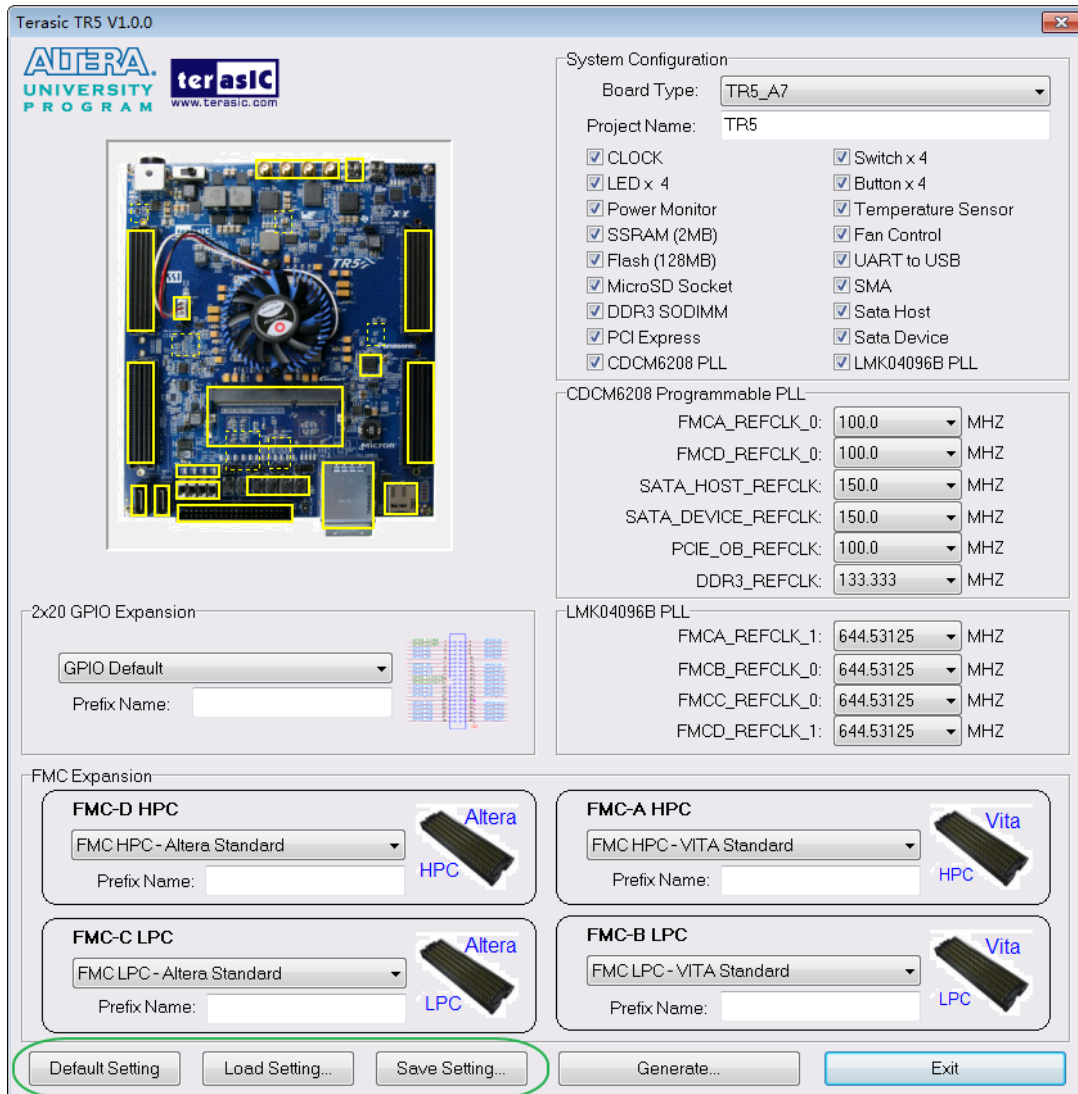 Terasic TR5 V1.0.0
ALTERA.
UNIVERSITY
PROGRAM
terasIC
www.terasic.com
TR5
Panasonic
micron
System Configuration
Board Type: TR5_A7
Project Name: TR5
CLOCK Switch x 4
LED x 4 Button x 4
Power Monitor Temperature Sensor
SSRAM (2MB) Fan Control
Flash (128MB) UART to USB
MicroSD Socket SMA
DDR3 SODIMM Sata Host
PCI Express Sata Device
CDCM6208 PLL LMK04096B PLL
CDCM6208 Programmable PLL
FMCA_REFCLK_0: 100.0 MHZ
FMCD_REFCLK_0: 100.0 MHZ
SATA_HOST_REFCLK: 150.0 MHZ
SATA_DEVICE_REFCLK: 150.0 MHZ
PCIE_OB_REFCLK: 100.0 MHZ
DDR3_REFCLK: 133.333 MHZ
2x20 GPIO Expansion
GPIO Default
Prefix Name:
LMK04096B PLL
FMCA_REFCLK_1: 644.53125 MHZ
FMCB_REFCLK_0: 644.53125 MHZ
FMCC_REFCLK_0: 644.53125 MHZ
FMCD_REFCLK_1: 644.53125 MHZ
FMC Expansion
FMC-D HPC
FMC HPC - Altera Standard
Prefix Name:
Altera
HPC
FMC-A HPC
FMC HPC - VITA Standard
Prefix Name:
Vita
HPC
FMC-C LPC
FMC LPC - Altera Standard
Prefix Name:
Altera
LPC
FMC-B LPC
FMC LPC - VITA Standard
Prefix Name:
Vita
LPC
Default Setting Load Setting... Save Setting... Generate... Exit